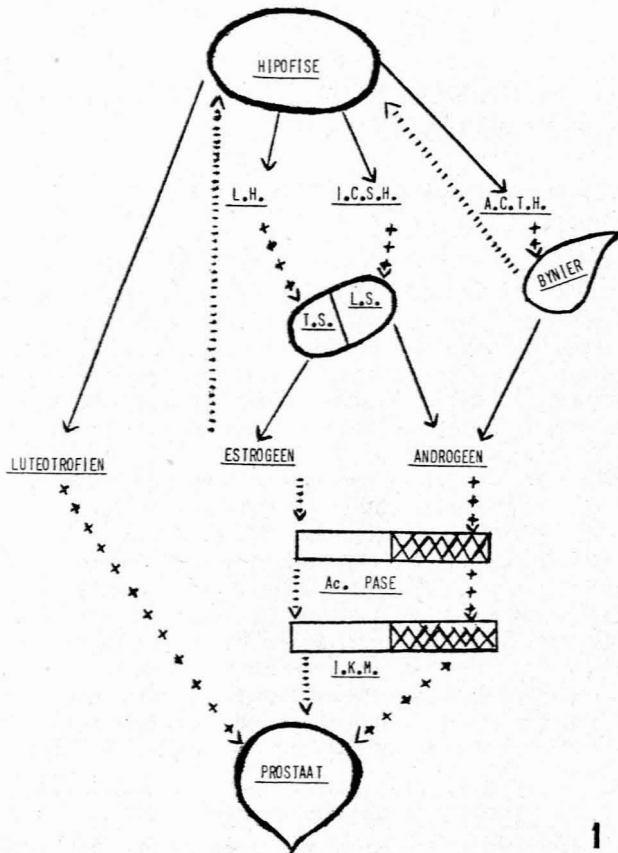 HIPOFISE
L.H.
I.C.S.H.
A.C.T.H.
BYNIER
T.S.
L.S.
LUTEOTROFIEN
ESTROGEEN
ANDROGEEN
Ac. PASE
I.K.M.
PROSTAAT
1